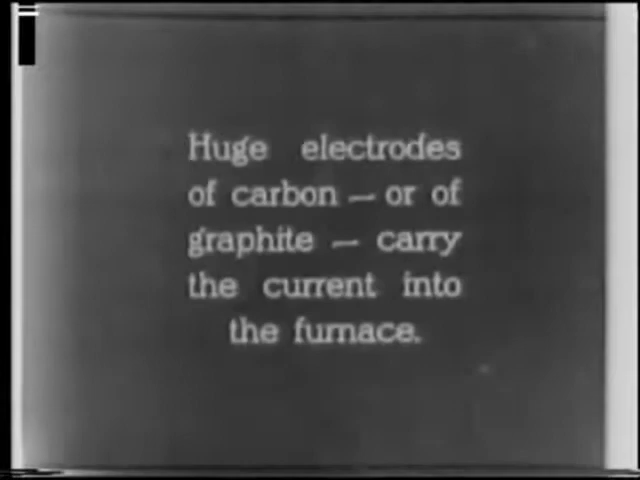 Huge electrodes
of carbon — or of
graphite — carry
the current into
the furnace.